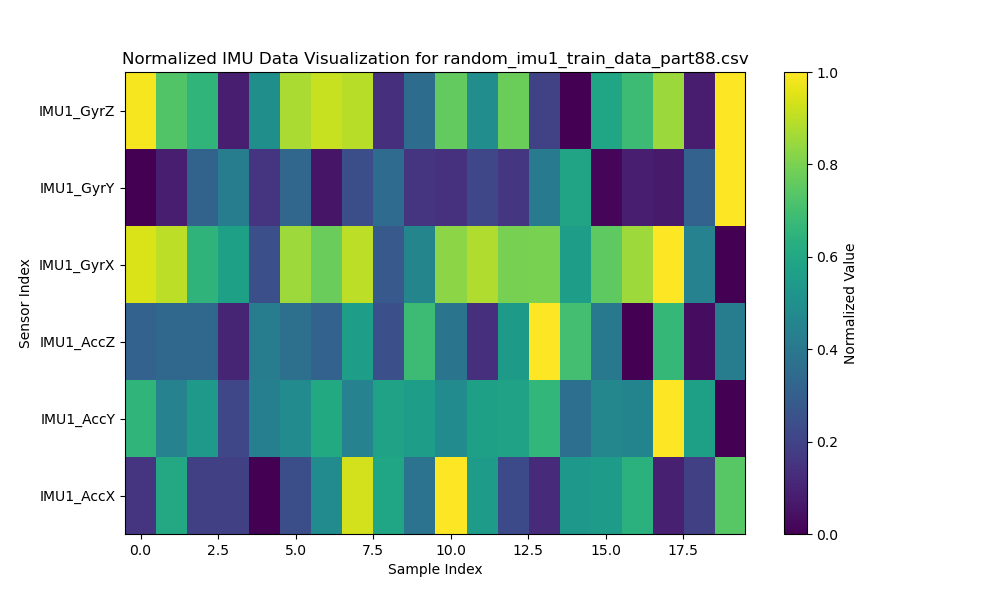 Normalized IMU Data Visualization for random_imu1_train_data_part88.csv
IMU1_GyrZ
IMU1_GyrY
IMU1_GyrX
IMU1_AccZ
IMU1_AccY
IMU1_AccX
Sensor Index
0.0 2.5 5.0 7.5 10.0 12.5 15.0 17.5
Sample Index
1.0
0.8
0.6
0.4
0.2
0.0
Normalized Value